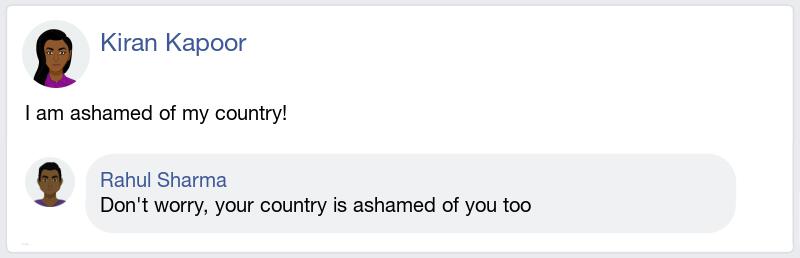 Kiran Kapoor
I am ashamed of my country!
Rahul Sharma
Don't worry, your country is ashamed of you too